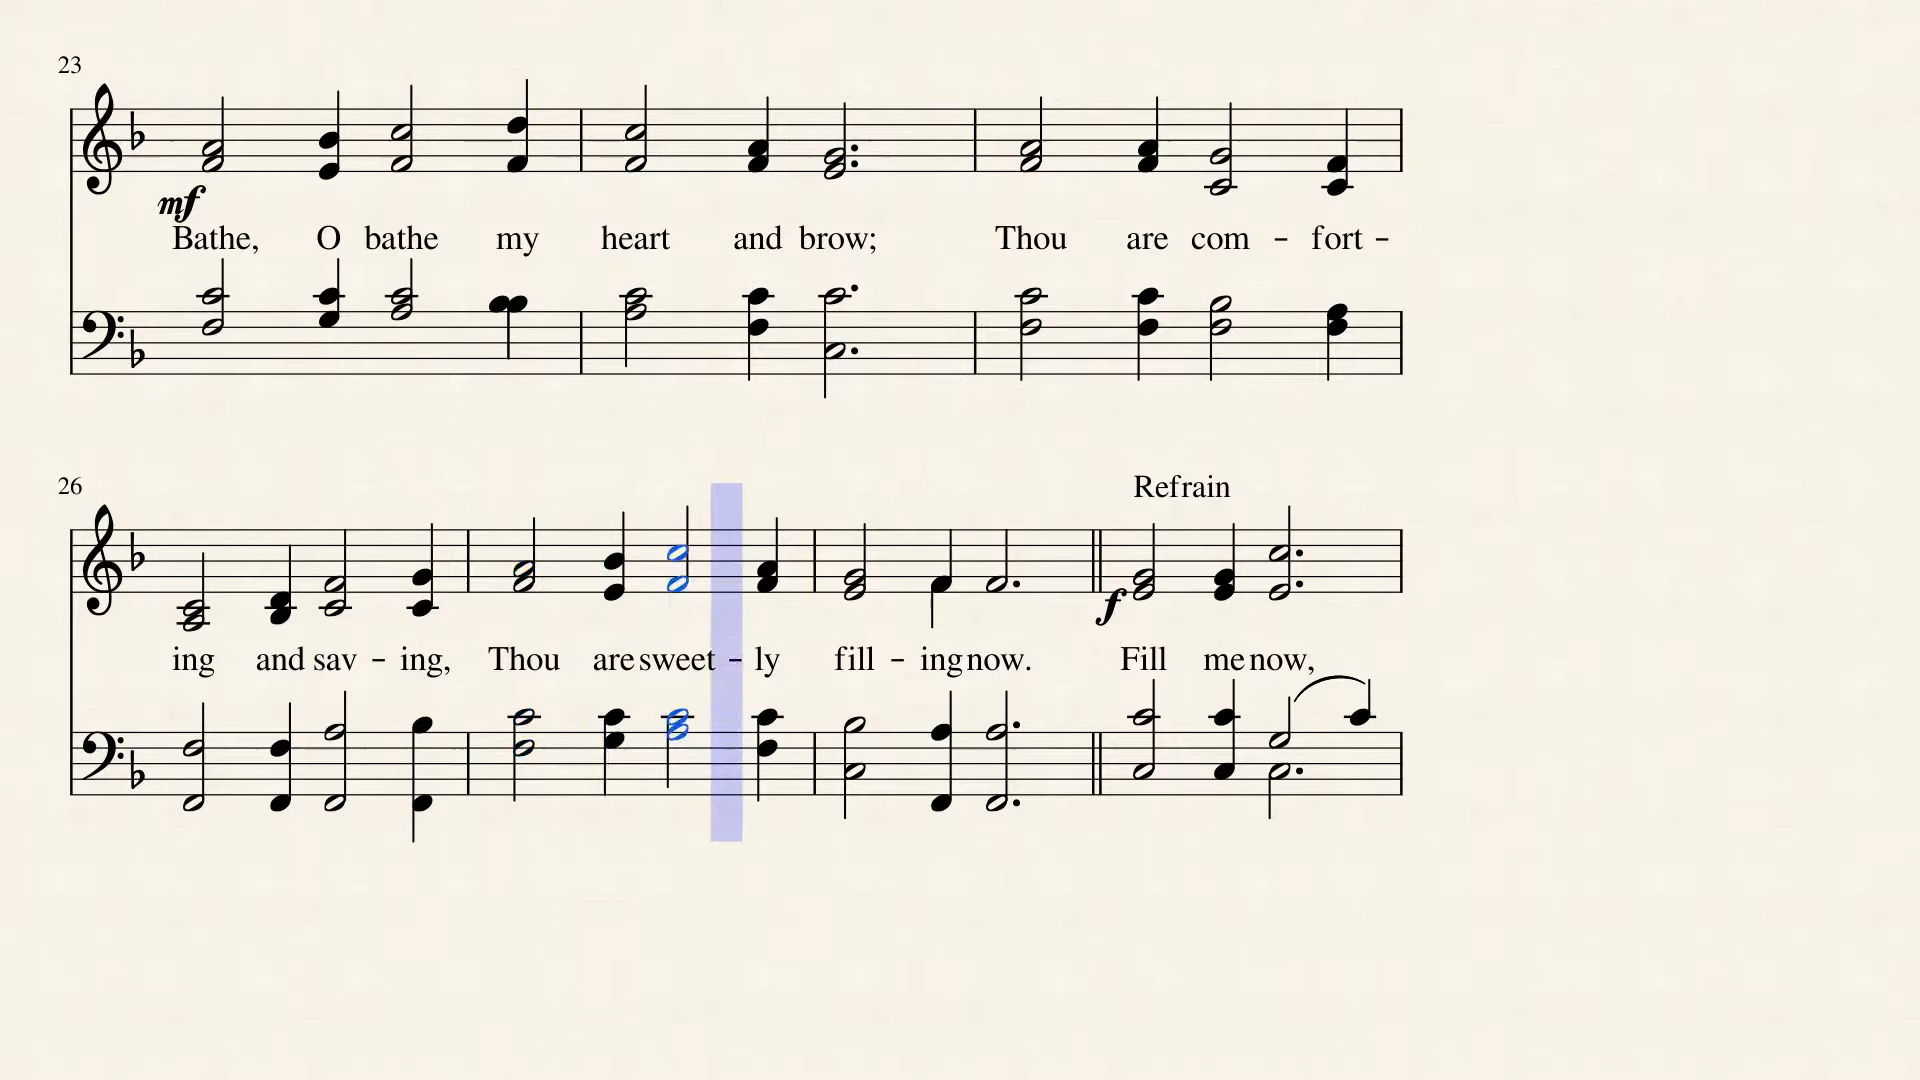 23
mf
Bathe, O bathe my heart and brow; Thou are com - fort -
26
Refrain
f
ing and sav - ing, Thou are sweet - ly fill - ing now. Fill me now,